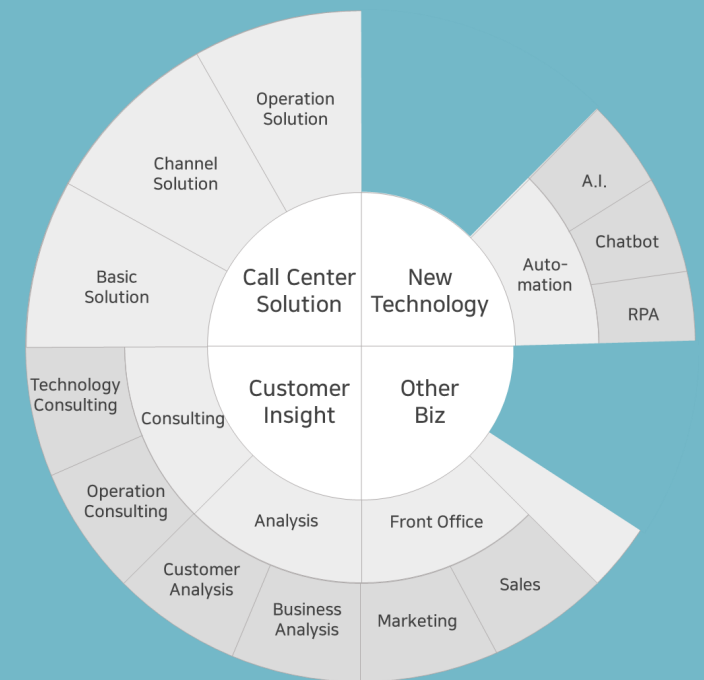 Operation
Solution
Channel
Solution
Basic
Solution
Call Center
Solution
New
Technology
Auto-
mation
A.I.
Chatbot
RPA
Customer
Insight
Other
Biz
Technology
Consulting
Consulting
Operation
Consulting
Analysis
Customer
Analysis
Business
Analysis
Front Office
Marketing
Sales